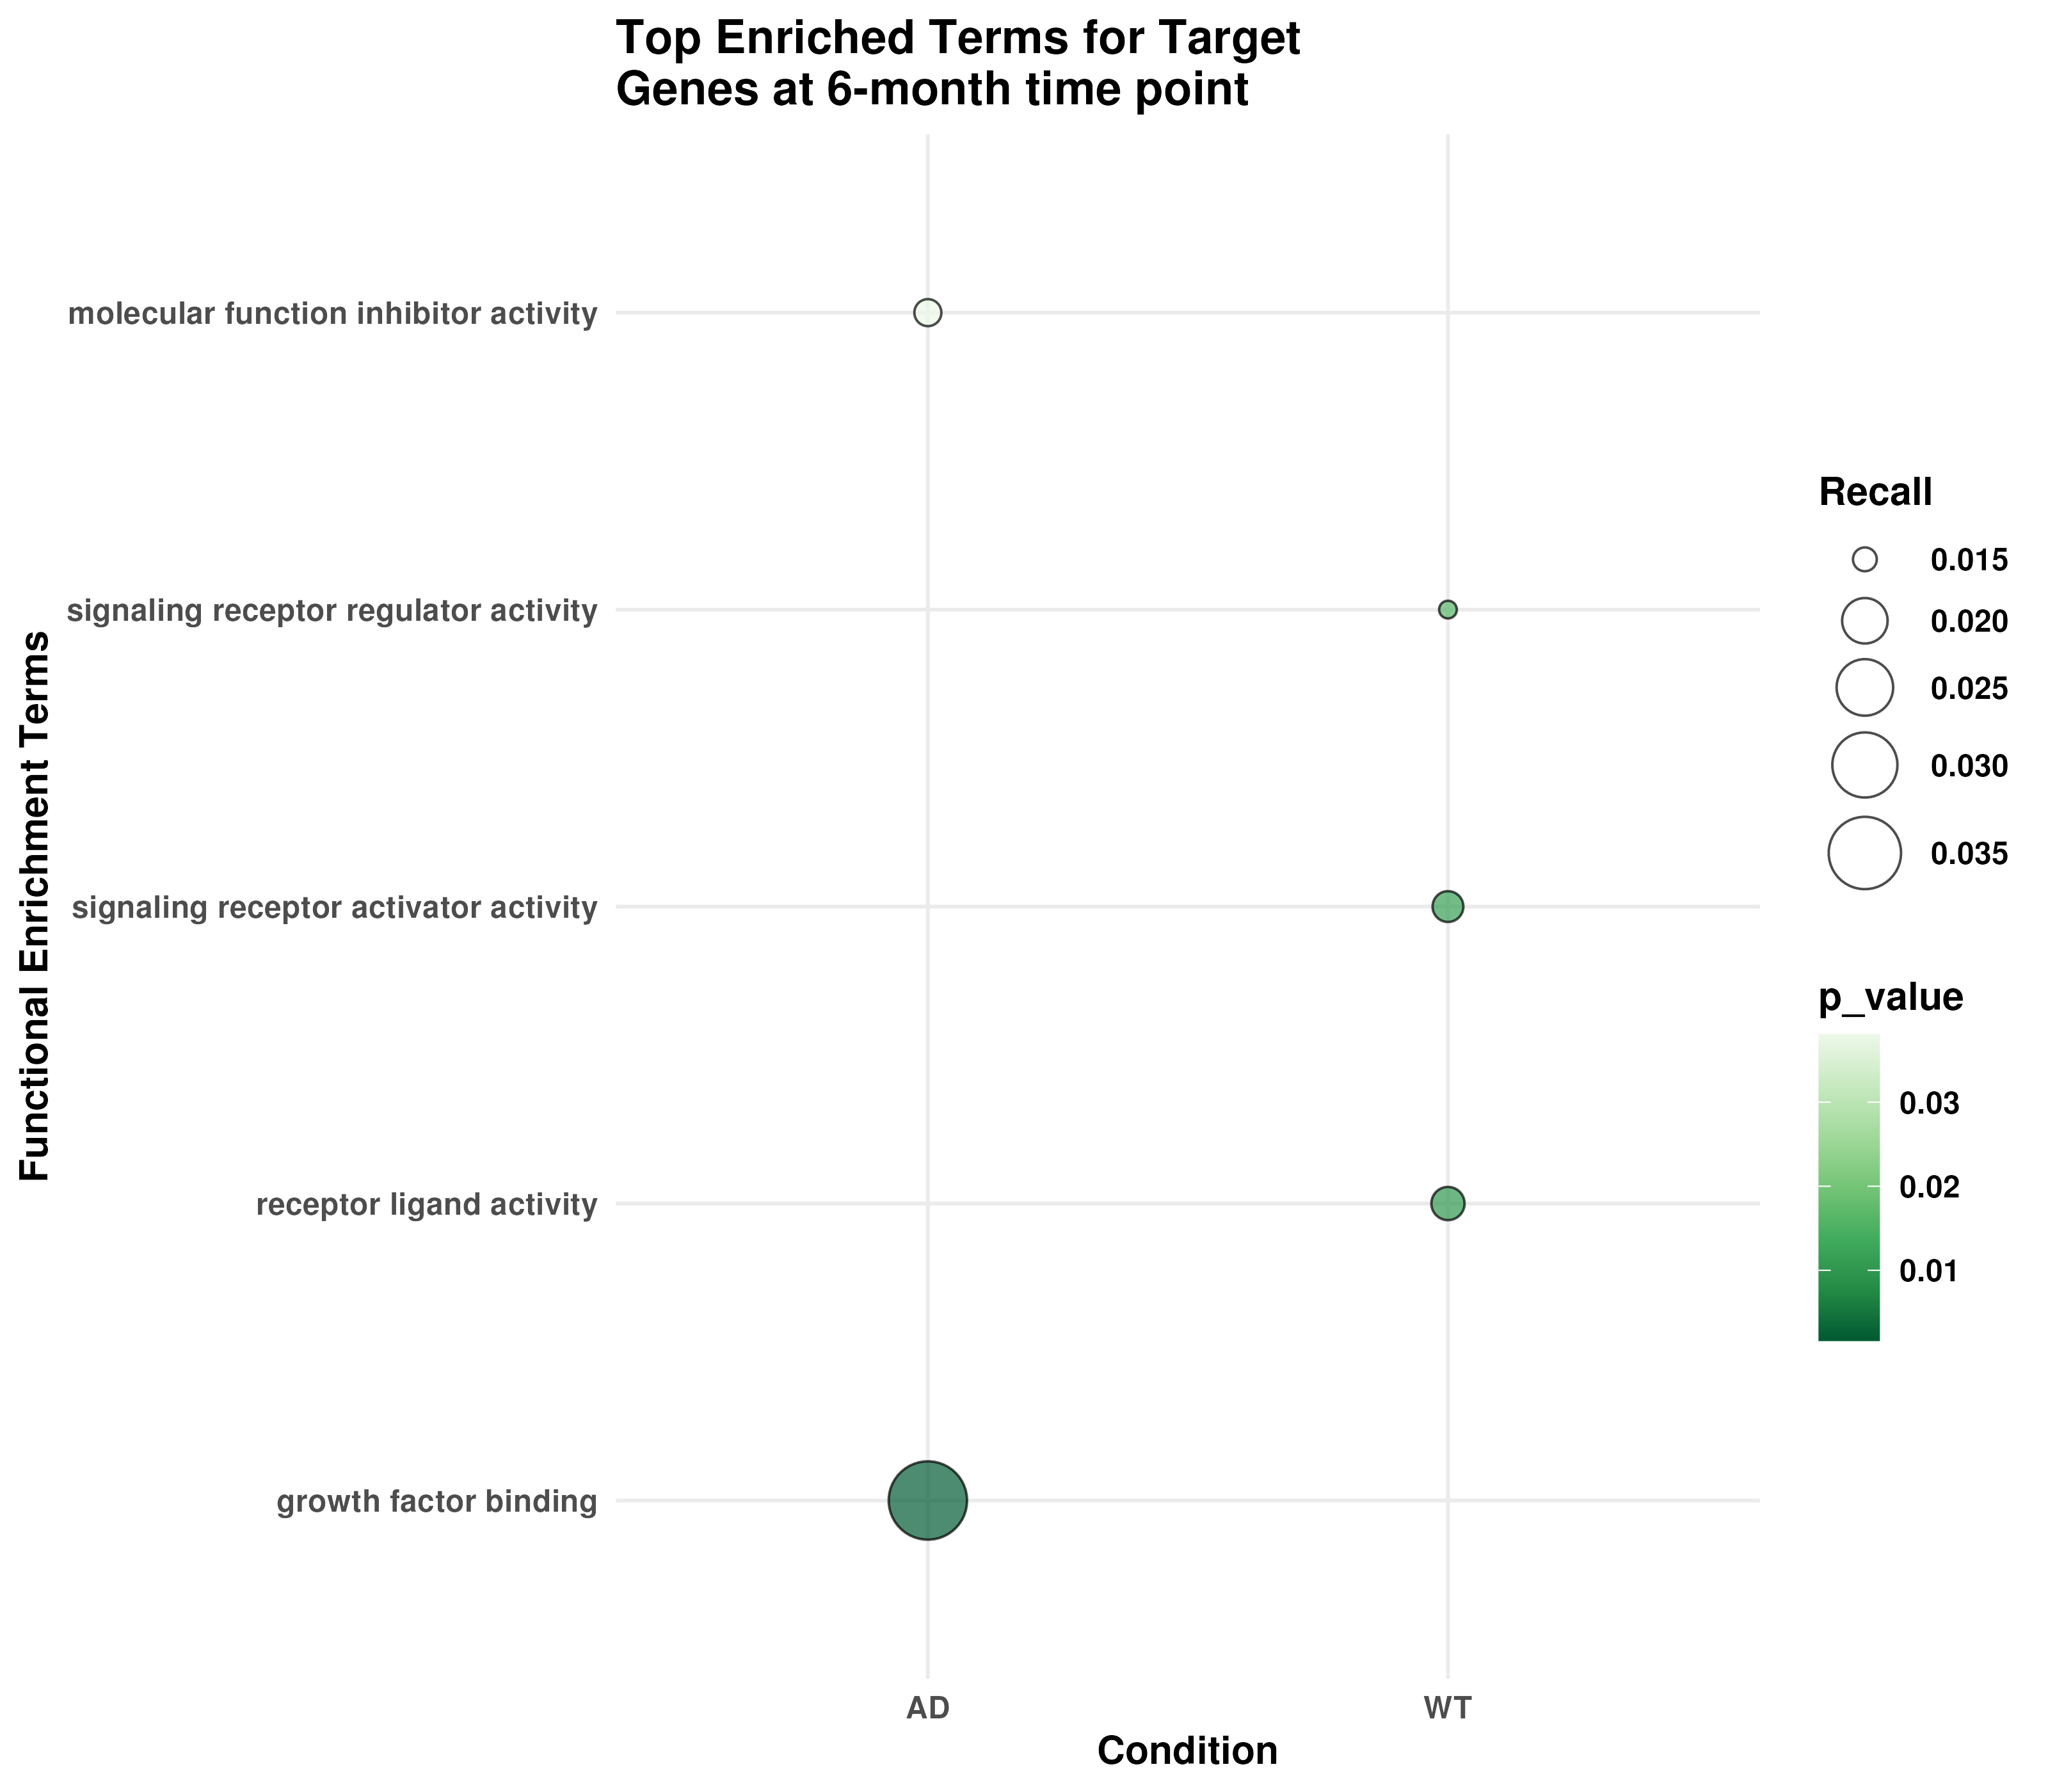 Top Enriched Terms for Target
Genes at 6-month time point
Functional Enrichment Terms
molecular function inhibitor activity
signaling receptor regulator activity
signaling receptor activator activity
receptor ligand activity
growth factor binding
AD
WT
Condition
Recall
0.015
0.020
0.025
0.030
0.035
p_value
0.03
0.02
0.01